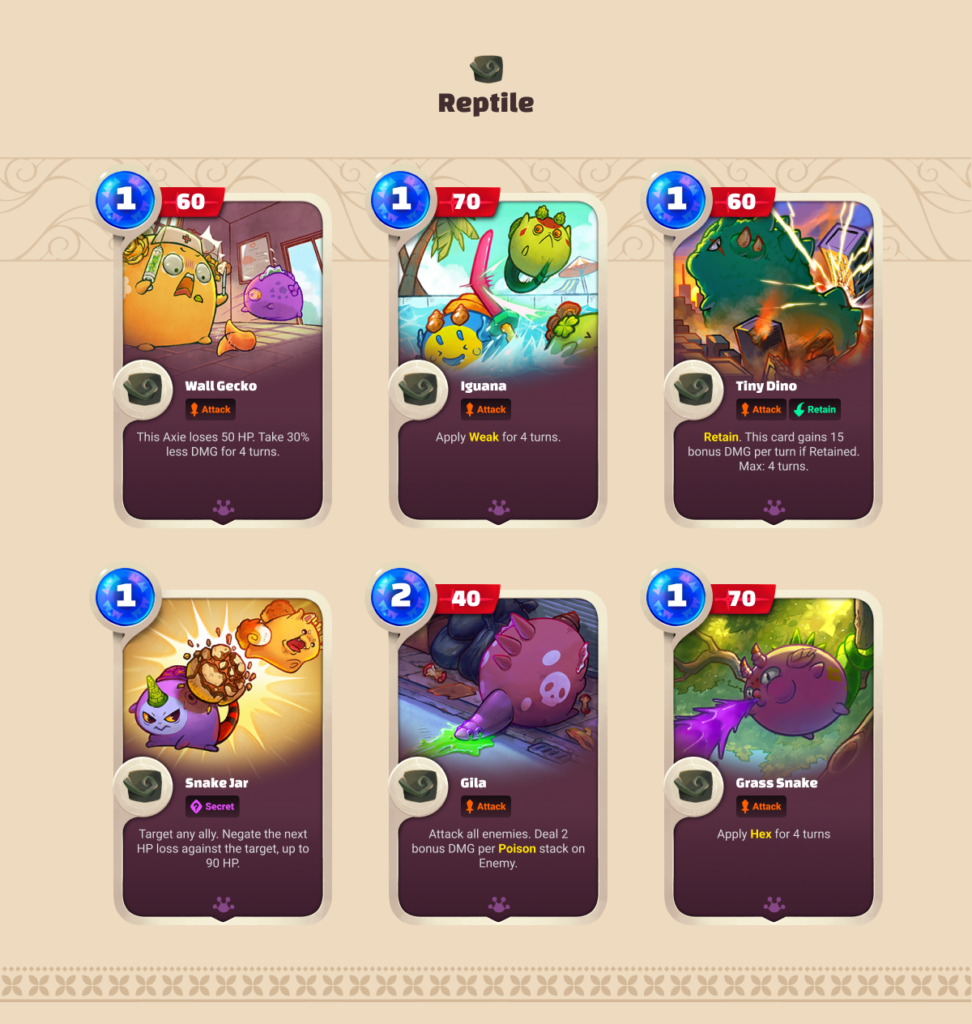 Reptile
1 60
Wall Gecko
Attack
This Axie loses 50 HP. Take 30%
less DMG for 4 turns.
1 70
Iguana
Attack
Apply Weak for 4 turns.
1 60
Tiny Dino
Attack Retain
Retain. This card gains 15
bonus DMG per turn if Retained.
Max: 4 turns.
1
Snake Jar
Secret
Target any ally. Negate the next
HP loss against the target, up to
90 HP.
2 40
Gila
Attack
Attack all enemies. Deal 2
bonus DMG per Poison stack on
Enemy.
1 70
Grass Snake
Attack
Apply Hex for 4 turns